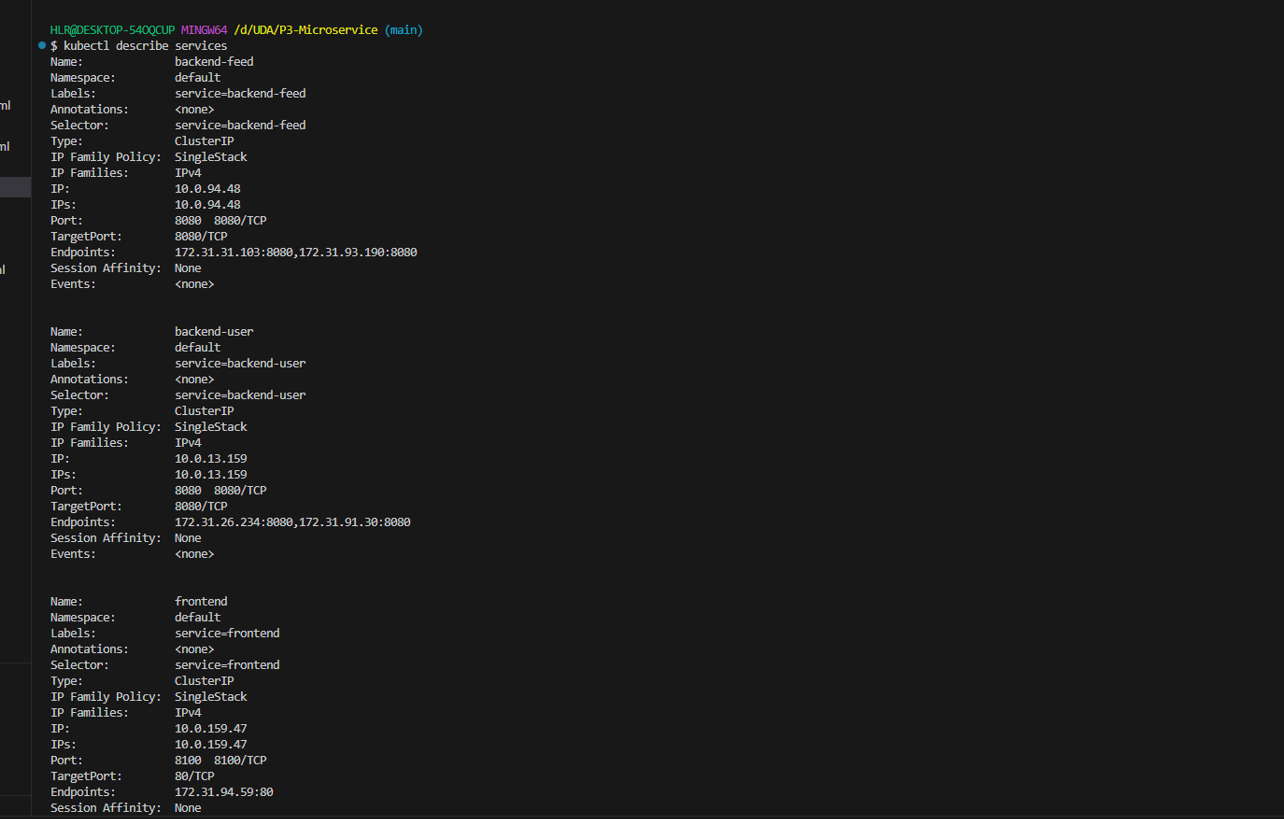 HLR@DESKTOP-54OQCUP MINGW64 /d/UDA/P3-Microservice (main)
$ kubectl describe services
Name:              backend-feed
Namespace:         default
ml
Labels:            service=backend-feed
Annotations:       <none>
Selector:          service=backend-feed
Type:              ClusterIP
ml
IP Family Policy:  SingleStack
IP Families:       IPv4
IP:                10.0.94.48
IPs:               10.0.94.48
Port:              8080  8080/TCP
TargetPort:        8080/TCP
Endpoints:         172.31.31.103:8080,172.31.93.190:8080
Session Affinity:  None
Events:            <none>
Name:              backend-user
Namespace:         default
Labels:            service=backend-user
Annotations:       <none>
Selector:          service=backend-user
Type:              ClusterIP
IP Family Policy:  SingleStack
IP Families:       IPv4
IP:                10.0.13.159
IPs:               10.0.13.159
Port:              8080  8080/TCP
TargetPort:        8080/TCP
Endpoints:         172.31.26.234:8080,172.31.91.30:8080
Session Affinity:  None
Events:            <none>
Name:              frontend
Namespace:         default
Labels:            service=frontend
Annotations:       <none>
Selector:          service=frontend
Type:              ClusterIP
IP Family Policy:  SingleStack
IP Families:       IPv4
IP:                10.0.159.47
IPs:               10.0.159.47
Port:              8100  8100/TCP
TargetPort:        80/TCP
Endpoints:         172.31.94.59:80
Session Affinity:  None